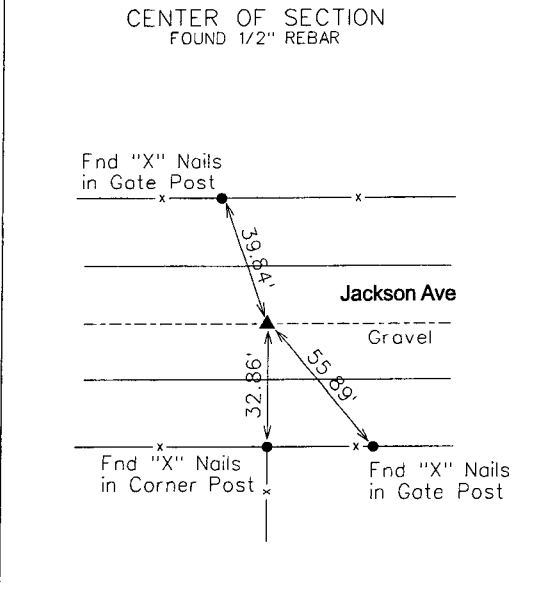 CENTER OF SECTION
FOUND 1/2" REBAR
Fnd "X" Nails
in Gate Post
x
x
39.84'
Jackson Ave
Gravel
32.86'
55.89'
x
x
Fnd "X" Nails
in Corner Post
x
Fnd "X" Nails
in Gate Post